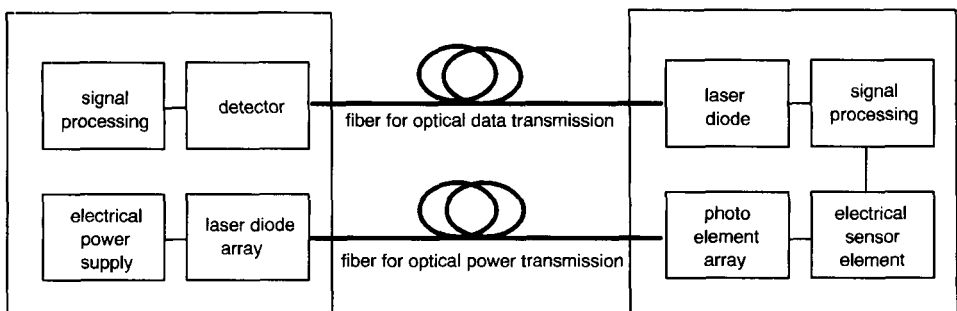 signal
processing
detector
fiber for optical data transmission
laser
diode
signal
processing
electrical
power
supply
laser diode
array
fiber for optical power transmission
photo
element
array
electrical
sensor
element